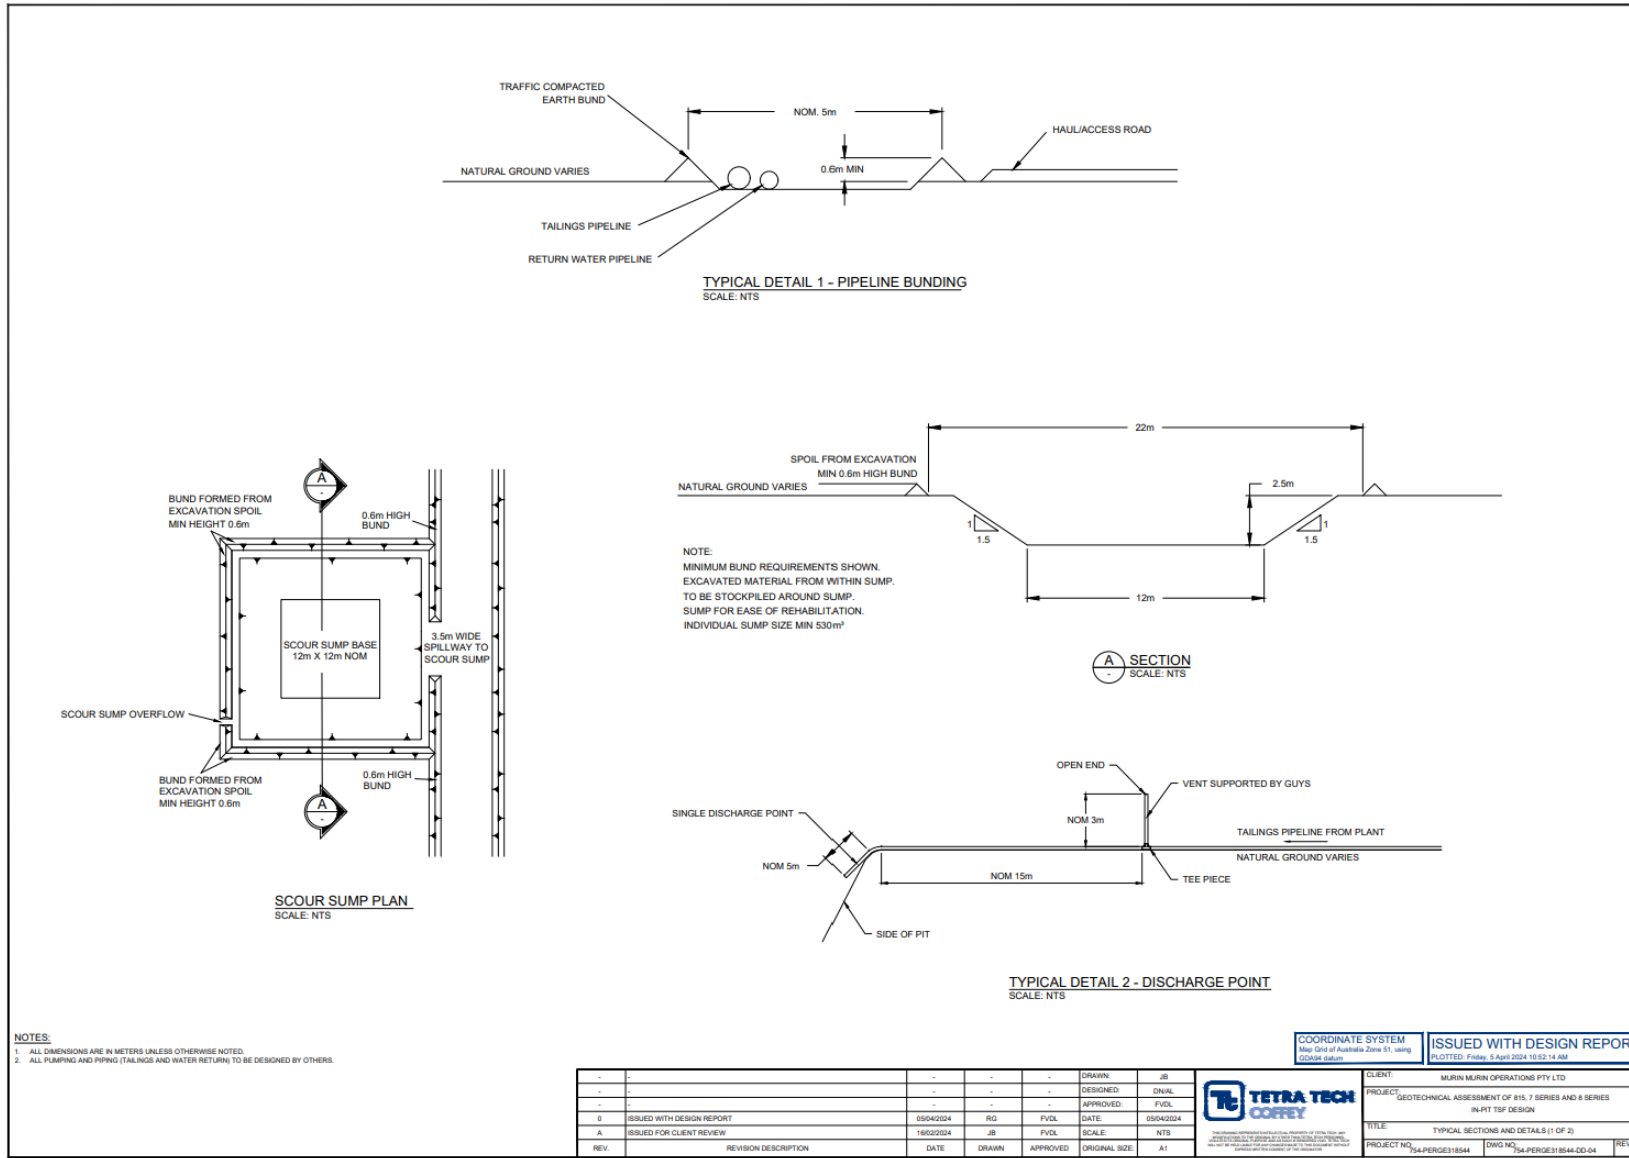 TRAFFIC COMPACTED
EARTH BUND
NOM. 5m
HAUL/ACCESS ROAD
0.6m MIN
NATURAL GROUND VARIES
TAILINGS PIPELINE
RETURN WATER PIPELINE
TYPICAL DETAIL 1 - PIPELINE BUNDING
SCALE: NTS
22m
SPOIL FROM EXCAVATION
MIN 0.6m HIGH BUND
NATURAL GROUND VARIES
2.5m
1
1.5
1
1.5
NOTE:
MINIMUM BUND REQUIREMENTS SHOWN.
EXCAVATED MATERIAL FROM WITHIN SUMP.
TO BE STOCKPILED AROUND SUMP.
SUMP FOR EASE OF REHABILITATION.
INDIVIDUAL SUMP SIZE MIN 530m³
12m
A
-
SECTION
SCALE: NTS
A
-
BUND FORMED FROM
EXCAVATION SPOIL
MIN HEIGHT 0.6m
0.6m HIGH
BUND
SCOUR SUMP BASE
12m X 12m NOM
3.5m WIDE
SPILLWAY TO
SCOUR SUMP
SCOUR SUMP OVERFLOW
BUND FORMED FROM
EXCAVATION SPOIL
MIN HEIGHT 0.6m
0.6m HIGH
BUND
A
-
SCOUR SUMP PLAN
SCALE: NTS
OPEN END
VENT SUPPORTED BY GUYS
SINGLE DISCHARGE POINT
NOM 3m
TAILINGS PIPELINE FROM PLANT
NATURAL GROUND VARIES
NOM 5m
NOM 15m
TEE PIECE
SIDE OF PIT
TYPICAL DETAIL 2 - DISCHARGE POINT
SCALE: NTS
NOTES:
1. ALL DIMENSIONS ARE IN METERS UNLESS OTHERWISE NOTED.
2. ALL PUMPING AND PIPING (TAILINGS AND WATER RETURN) TO BE DESIGNED BY OTHERS.
COORDINATE SYSTEM
Map Grid of Australia Zone 51, using
GDA94 datum
ISSUED WITH DESIGN REPOR
PLOTTED: Friday, 5 April 2024 10:52:14 AM
- - - - - DRAWN: JB
- - - - - DESIGNED: DN/AL
- - - - - APPROVED: FVDL
0 ISSUED WITH DESIGN REPORT 05/04/2024 RG FVDL DATE: 05/04/2024
A ISSUED FOR CLIENT REVIEW 16/02/2024 JB FVDL SCALE: NTS
REV. REVISION DESCRIPTION DATE DRAWN APPROVED ORIGINAL SIZE: A1
Tt TETRA TECH
COFFEY
CLIENT: MURIN MURIN OPERATIONS PTY LTD
PROJECT: GEOTECHNICAL ASSESSMENT OF 815, 7 SERIES AND 8 SERIES
IN-PIT TSF DESIGN
TITLE: TYPICAL SECTIONS AND DETAILS (1 OF 2)
PROJECT NO: 754-PERGE318544 DWG NO: 754-PERGE318544-DD-04 REV